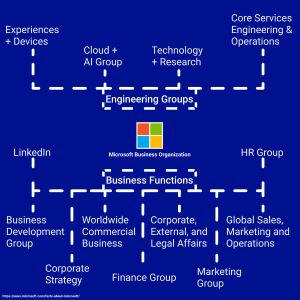 Experiences
+ Devices
Cloud +
AI Group
Technology
+ Research
Core Services
Engineering &
Operations
Engineering Groups
Microsoft Business Organization
LinkedIn
HR Group
Business Functions
Business
Development
Group
Worldwide
Commercial
Business
Corporate,
External, and
Legal Affairs
Global Sales,
Marketing and
Operations
Corporate
Strategy
Finance Group
Marketing
Group
https://news.microsoft.com/facts-about-microsoft/